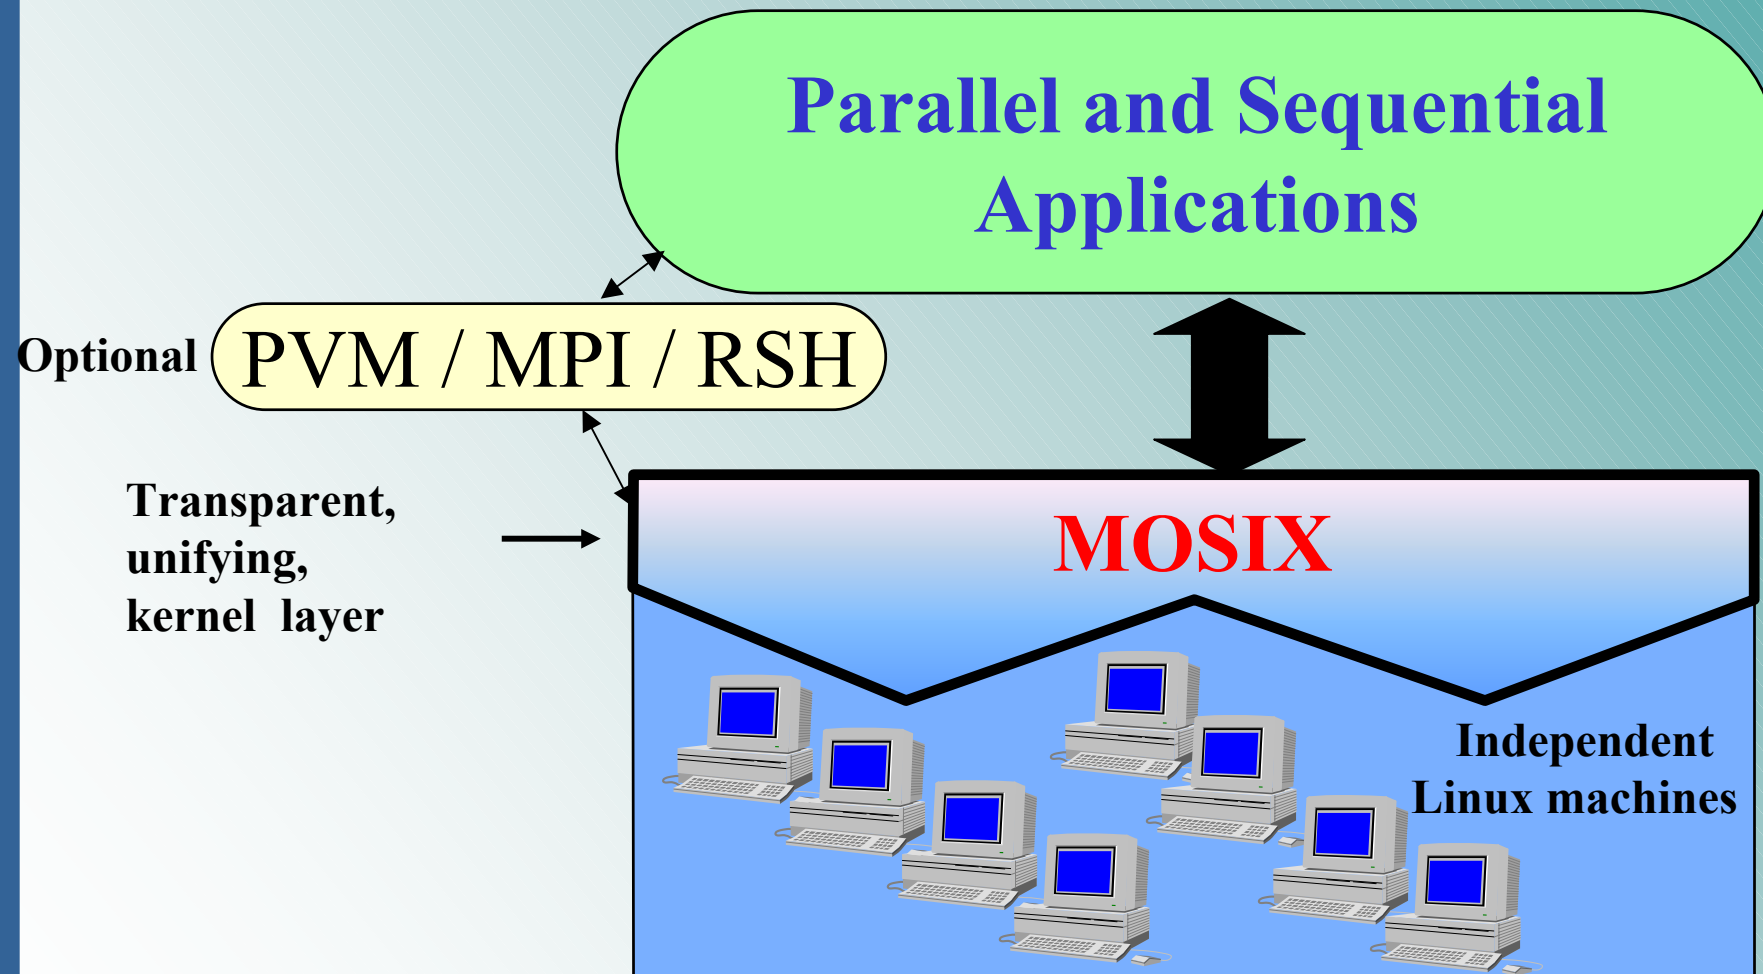 Parallel and Sequential
Applications
Optional
PVM / MPI / RSH
Transparent,
unifying,
kernel layer
MOSIX
Independent
Linux machines